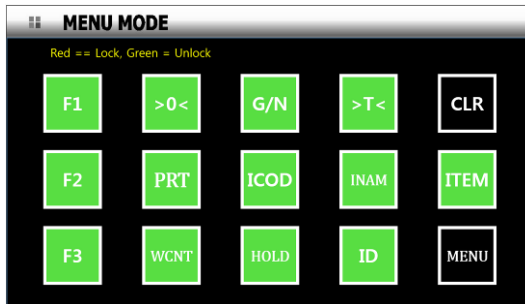 MENU MODE
Red == Lock, Green = Unlock
F1 >0< G/N >T< CLR
F2 PRT ICOD INAM ITEM
F3 WCNT HOLD ID MENU